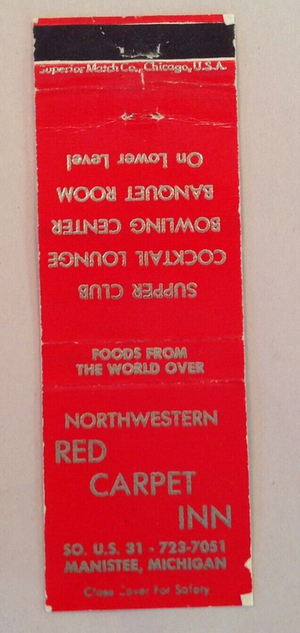 Superior Match Co., Chicago, U.S.A.
SUPPER CLUB
COCKTAIL LOUNGE
BOWLING CENTER
BANQUET ROOM
On Lower Level
FOODS FROM
THE WORLD OVER
NORTHWESTERN
RED
CARPET
INN
SO. U.S. 31 - 723-7051
MANISTEE, MICHIGAN
Close Cover For Safety